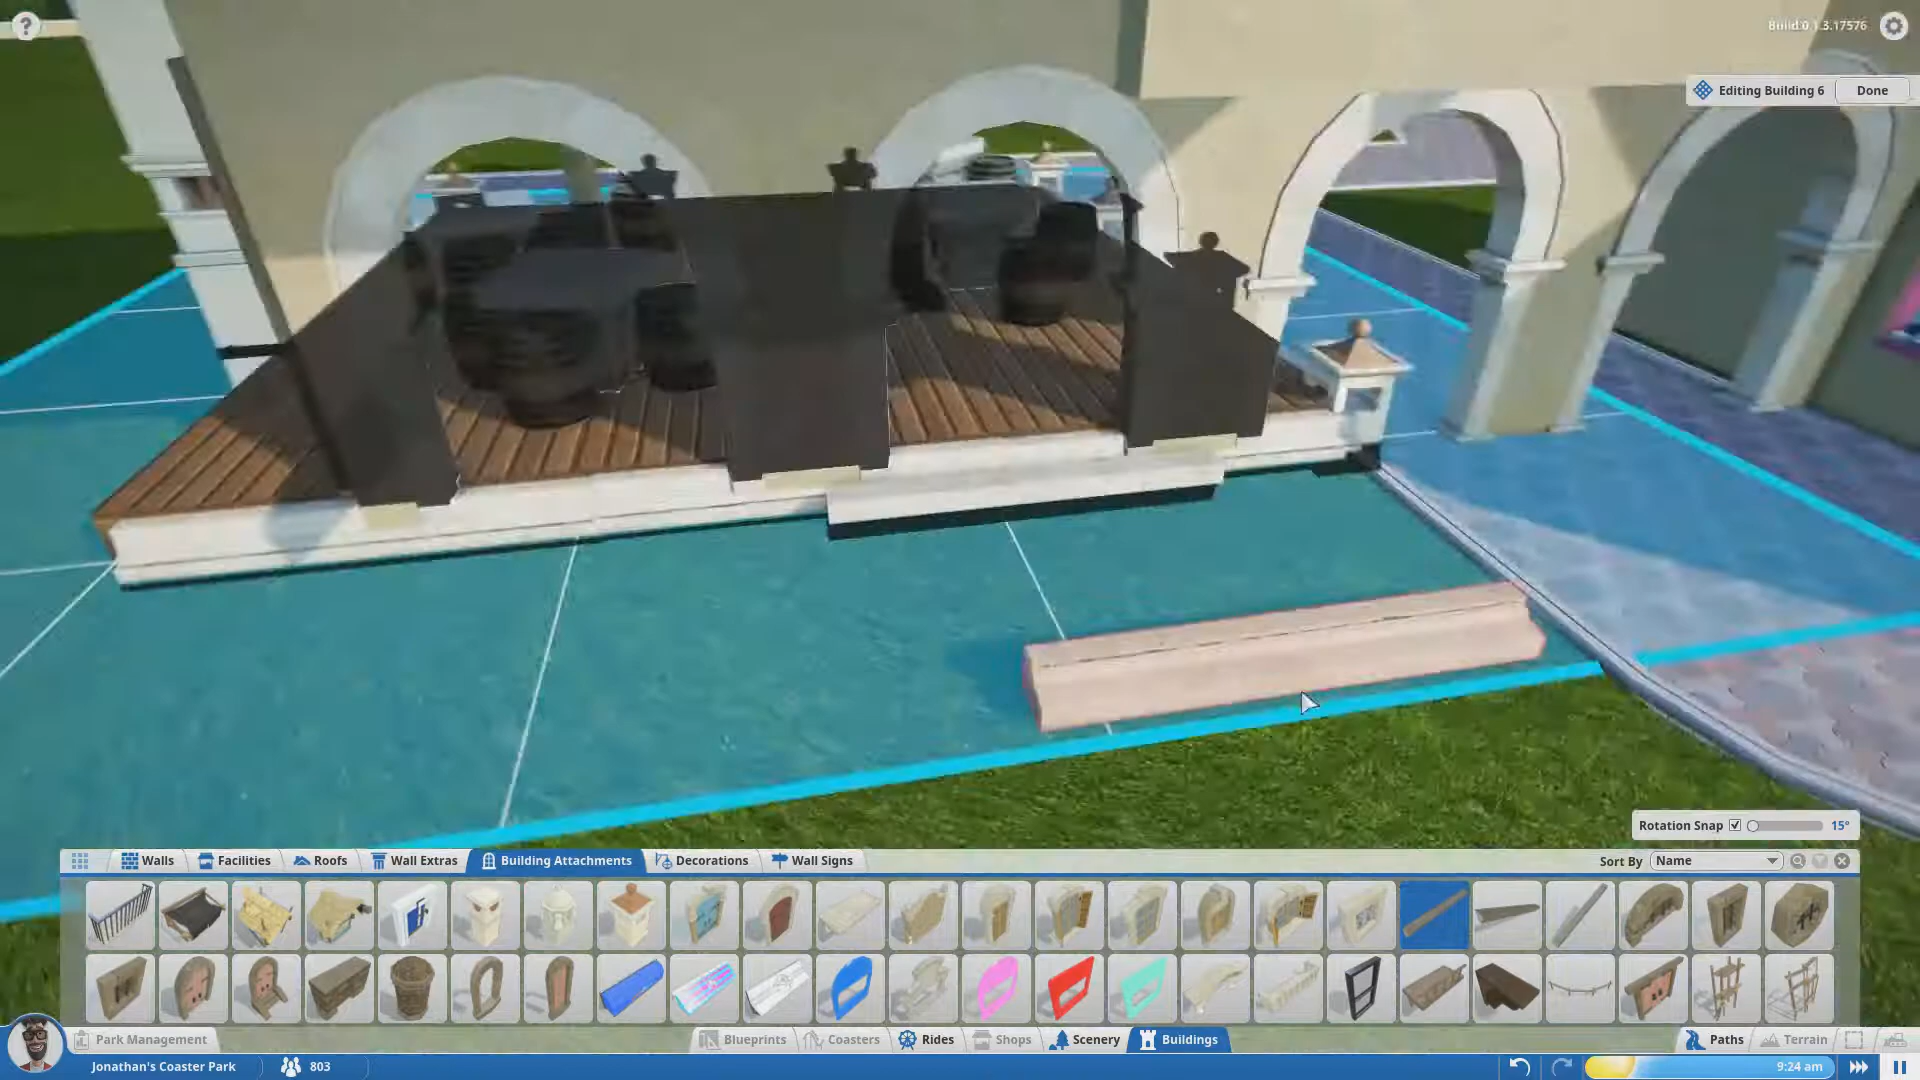 ?
Build:0.1.3.17576
Editing Building 6 Done
Rotation Snap 15°
Walls Facilities Roofs Wall Extras Building Attachments Decorations Wall Signs Sort By Name
Park Management Blueprints Coasters Rides Shops Scenery Buildings Paths Terrain
Jonathan's Coaster Park 803 9:24 am